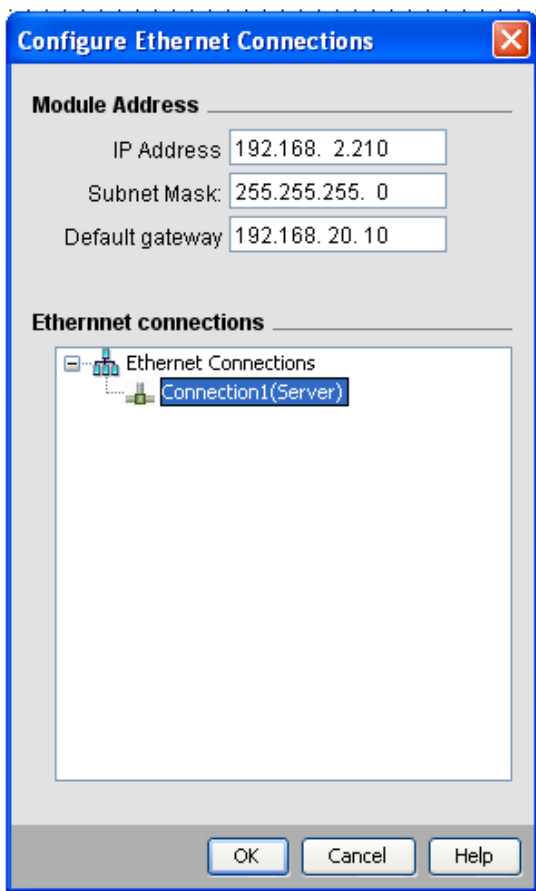 Configure Ethernet Connections
Module Address
IP Address 192.168. 2.210
Subnet Mask: 255.255.255. 0
Default gateway 192.168. 20. 10
Ethernnet connections
Ethernet Connections
Connection1(Server)
OK Cancel Help